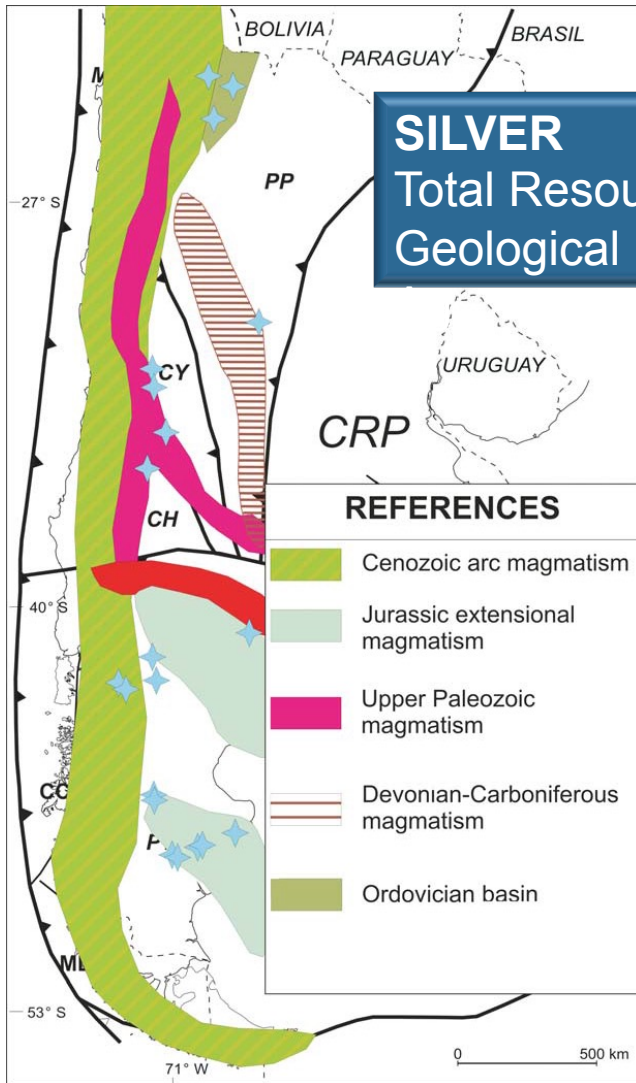 BOLIVIA
BRASIL
PARAGUAY
SILVER
Total Resou
Geological
PP
27° S
URUGUAY
CY
CRP
CH
REFERENCES
Cenozoic arc magmatism
Jurassic extensional
magmatism
Upper Paleozoic
magmatism
Devonian-Carboniferous
magmatism
Ordovician basin
40° S
CC
P
53° S
71° W
0 500 km